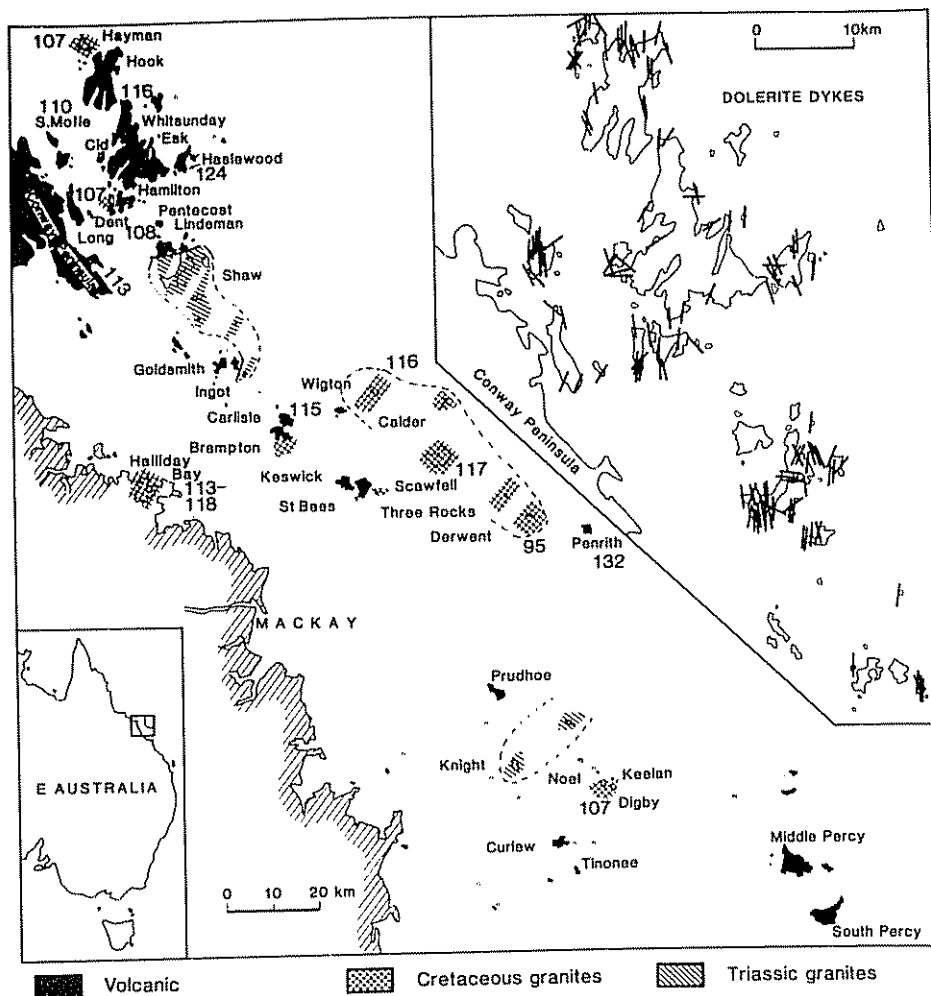 107
Hayman
Hook
10km
DOLERITE DYKES
110
116
S.Molle
Whitsunday
Cid
Esk
Haslewood
124
107
Hamilton
Dent
Pentecost
Long
108
Lindeman
113
Shaw
Goldsmith
Ingot
116
Wigton
Calder
Carlisle
115
Brampton
Conway Peninsula
Halliday
Bay
113-
118
Keswick
St Bees
Scawfell
117
Three Rocks
Derwent
95
Penrith
132
MACKAY
E AUSTRALIA
Prudhoe
Knight
Noel
Keelan
107
Digby
Curlew
Tinonee
Middle Percy
South Percy
0 10 20 km
Volcanic
Cretaceous granites
Triassic granites